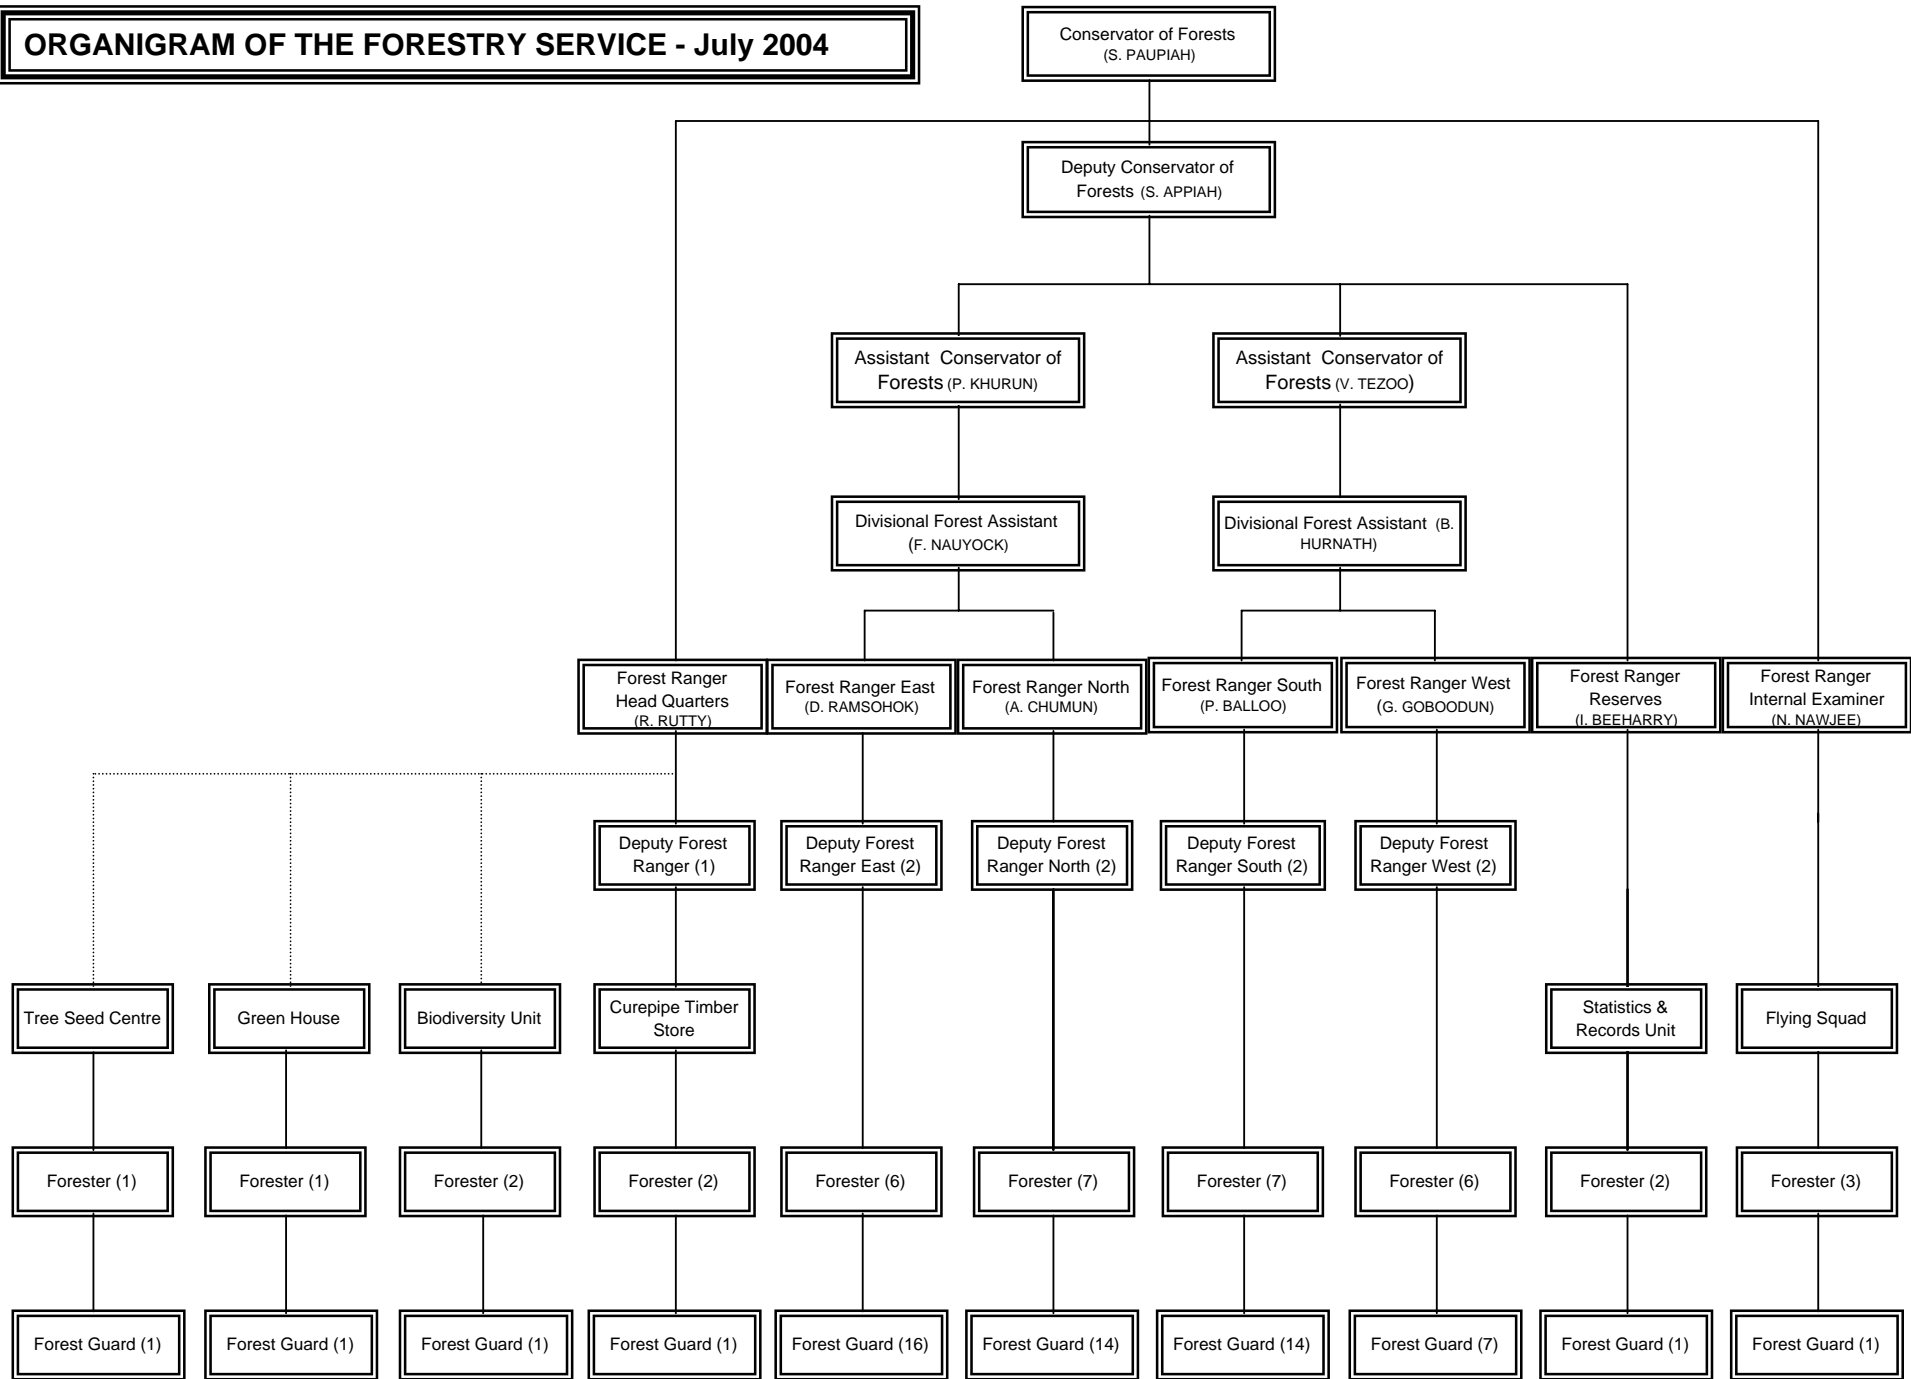 ORGANIGRAM OF THE FORESTRY SERVICE - July 2004
Conservator of Forests
(S. PAUPIAH)
Deputy Conservator of
Forests (S. APPIAH)
Assistant Conservator of
Forests (P. KHURUN)
Assistant Conservator of
Forests (V. TEZOO)
Divisional Forest Assistant
(F. NAUYOCK)
Divisional Forest Assistant (B.
HURNATH)
Forest Ranger
Head Quarters
(R. RUTTY)
Forest Ranger East
(D. RAMSOHOK)
Forest Ranger North
(A. CHUMUN)
Forest Ranger South
(P. BALLOO)
Forest Ranger West
(G. GOBOODUN)
Forest Ranger
Reserves
(I. BEEHARRY)
Forest Ranger
Internal Examiner
(N. NAWJEE)
Deputy Forest
Ranger (1)
Deputy Forest
Ranger East (2)
Deputy Forest
Ranger North (2)
Deputy Forest
Ranger South (2)
Deputy Forest
Ranger West (2)
Tree Seed Centre
Green House
Biodiversity Unit
Curepipe Timber
Store
Statistics &
Records Unit
Flying Squad
Forester (1)
Forester (1)
Forester (2)
Forester (2)
Forester (6)
Forester (7)
Forester (7)
Forester (6)
Forester (2)
Forester (3)
Forest Guard (1)
Forest Guard (1)
Forest Guard (1)
Forest Guard (1)
Forest Guard (16)
Forest Guard (14)
Forest Guard (14)
Forest Guard (7)
Forest Guard (1)
Forest Guard (1)